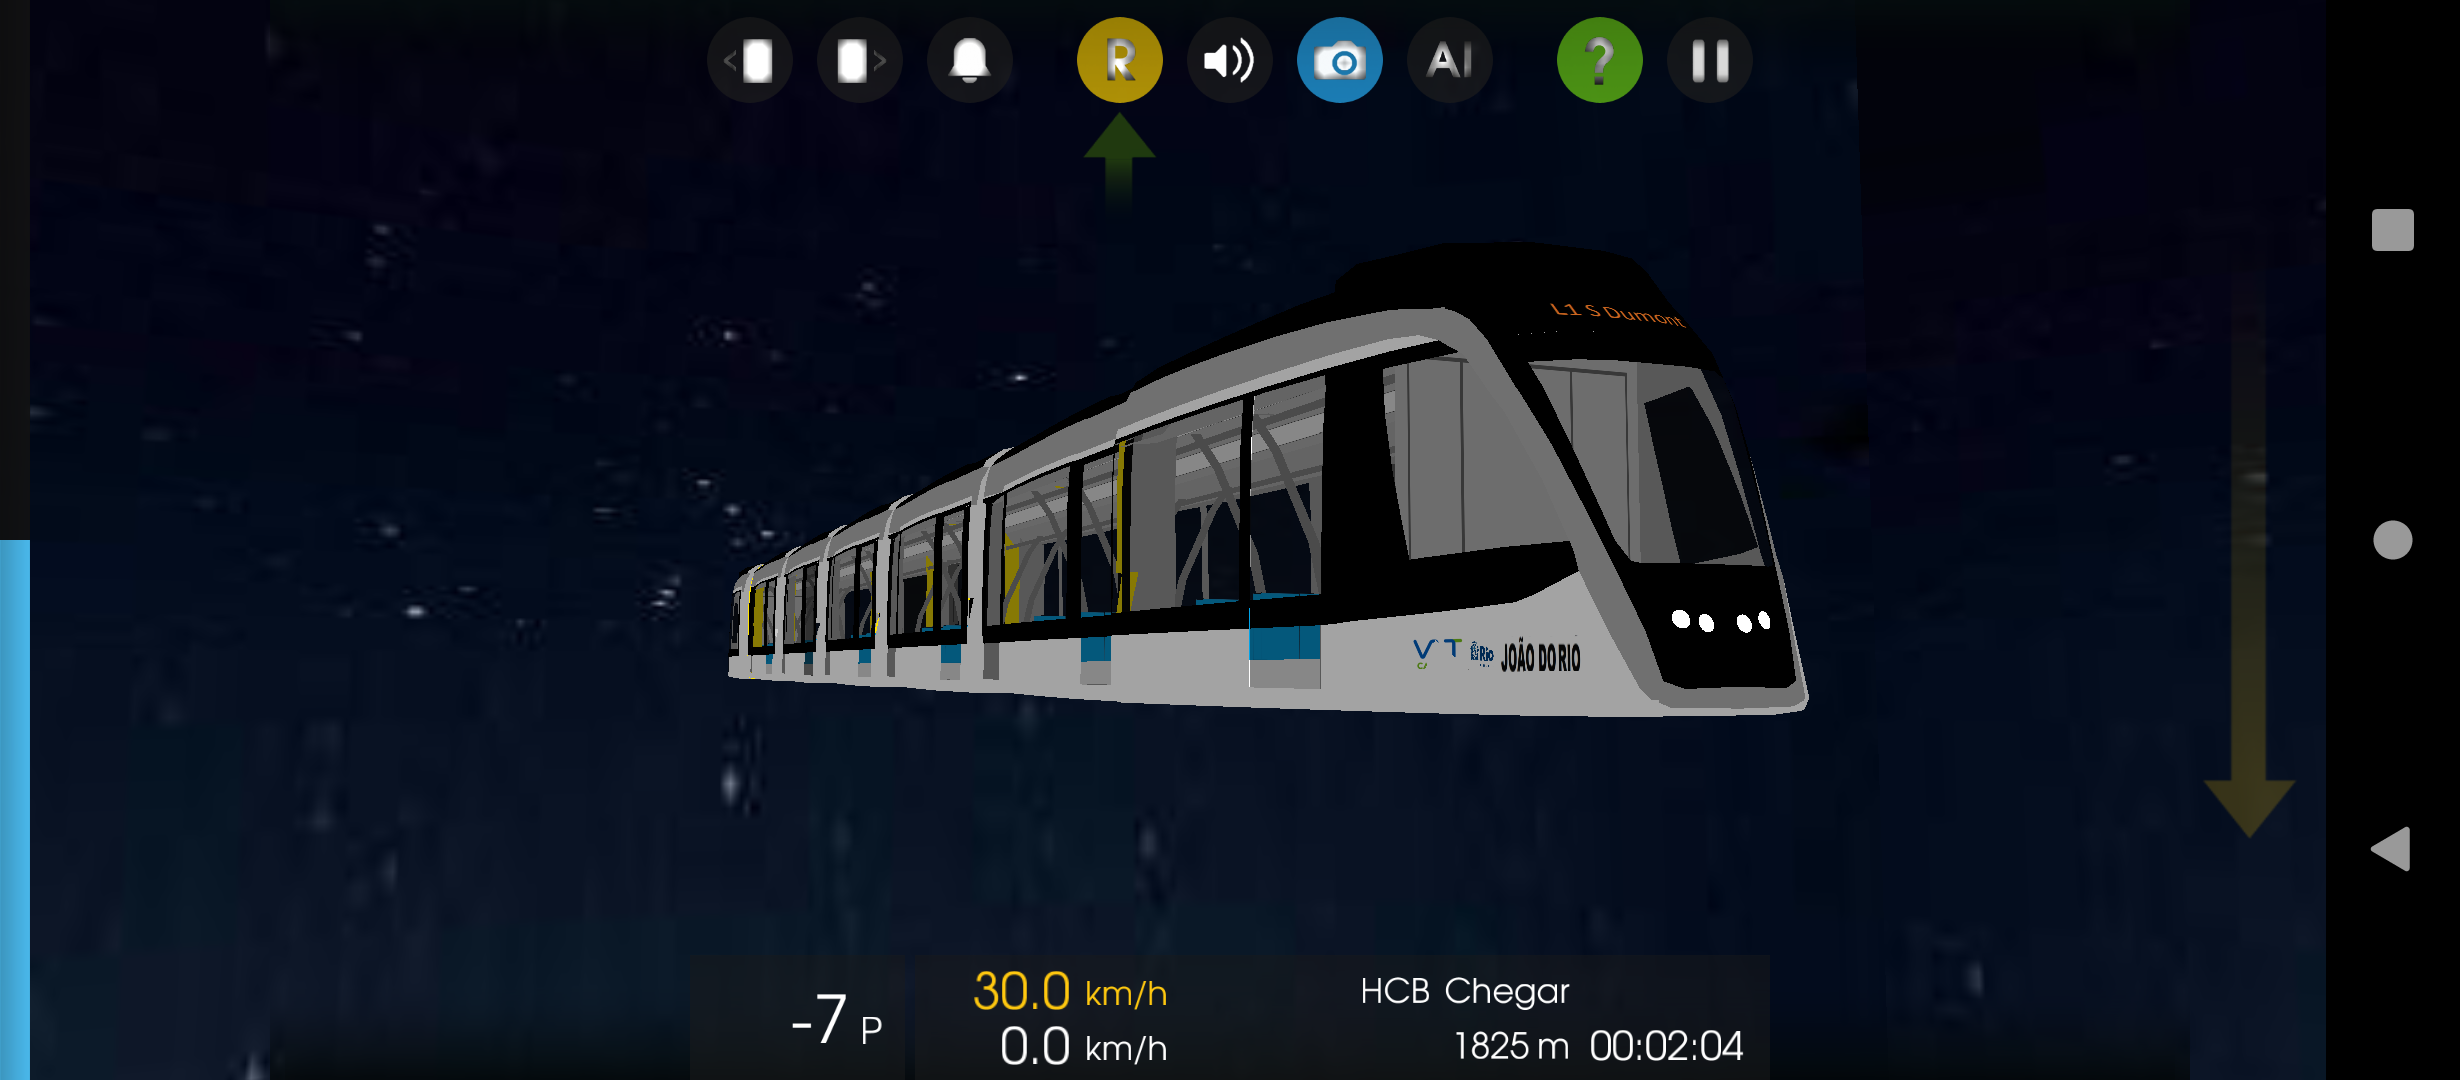 R
AI
?
L1 S Dumont
VLT
Rio
JOÃO DO RIO
-7 P
30.0 km/h
0.0 km/h
HCB Chegar
1825 m 00:02:04